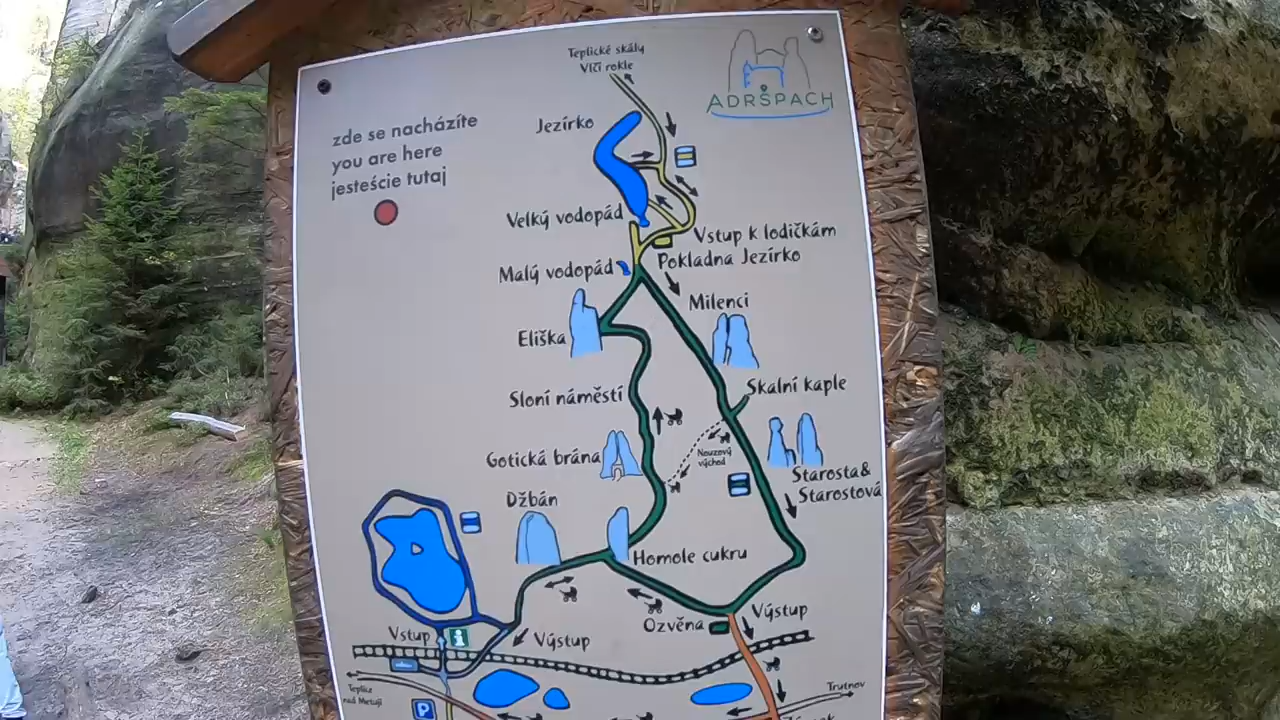 Teplické skály
Vlčí rokle
ADRŠPACH
zde se nacházíte
you are here
jesteście tutaj
Jezírko
Velký vodopád
Vstup k lodičkám
Pokladna Jezírko
Malý vodopád
Milenci
Eliška
Skalní kaple
Sloní náměstí
Nouzový
východ
Gotická brána
Starosta&
Starostová
Džbán
Homole cukru
Výstup
Ozvěna
Vstup
i
Výstup
Teplice
nad Metují
Trutnov
P